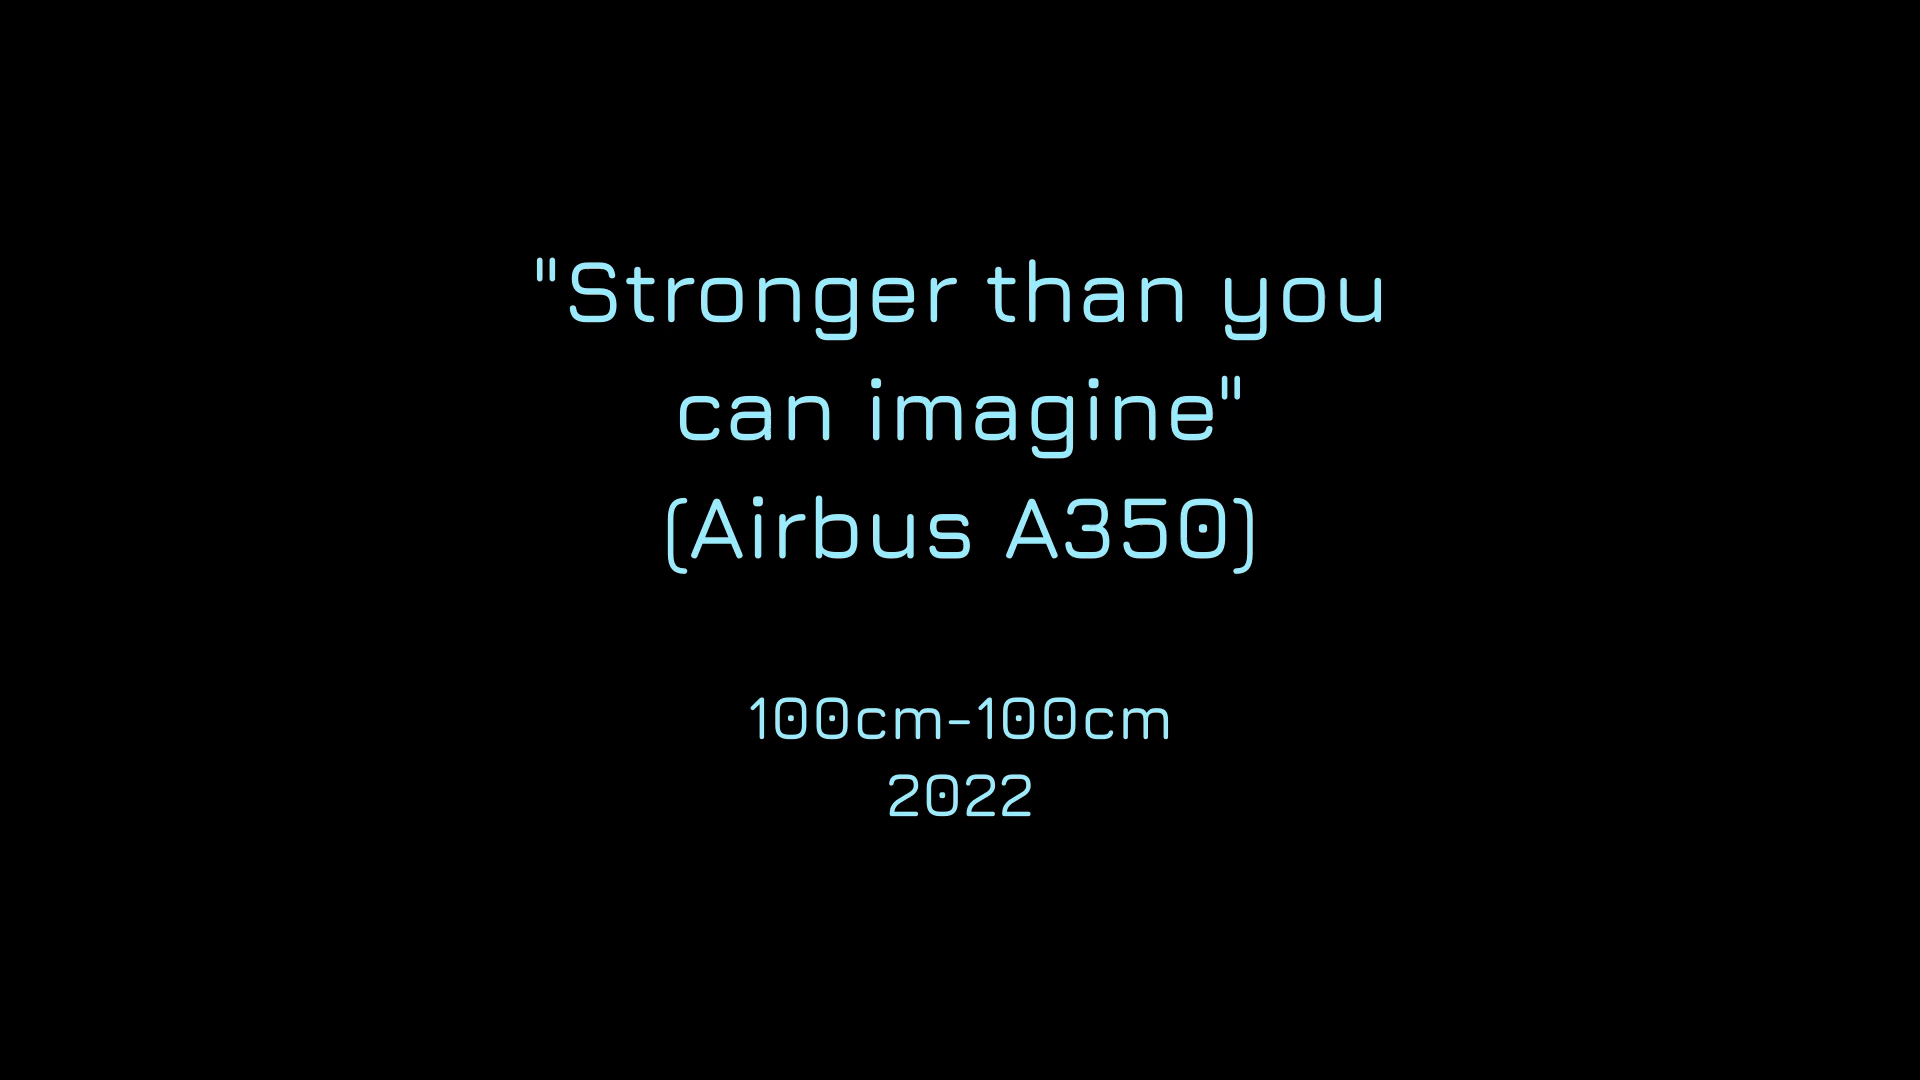 "Stronger than you
can imagine"
(Airbus A350)
100cm-100cm
2022